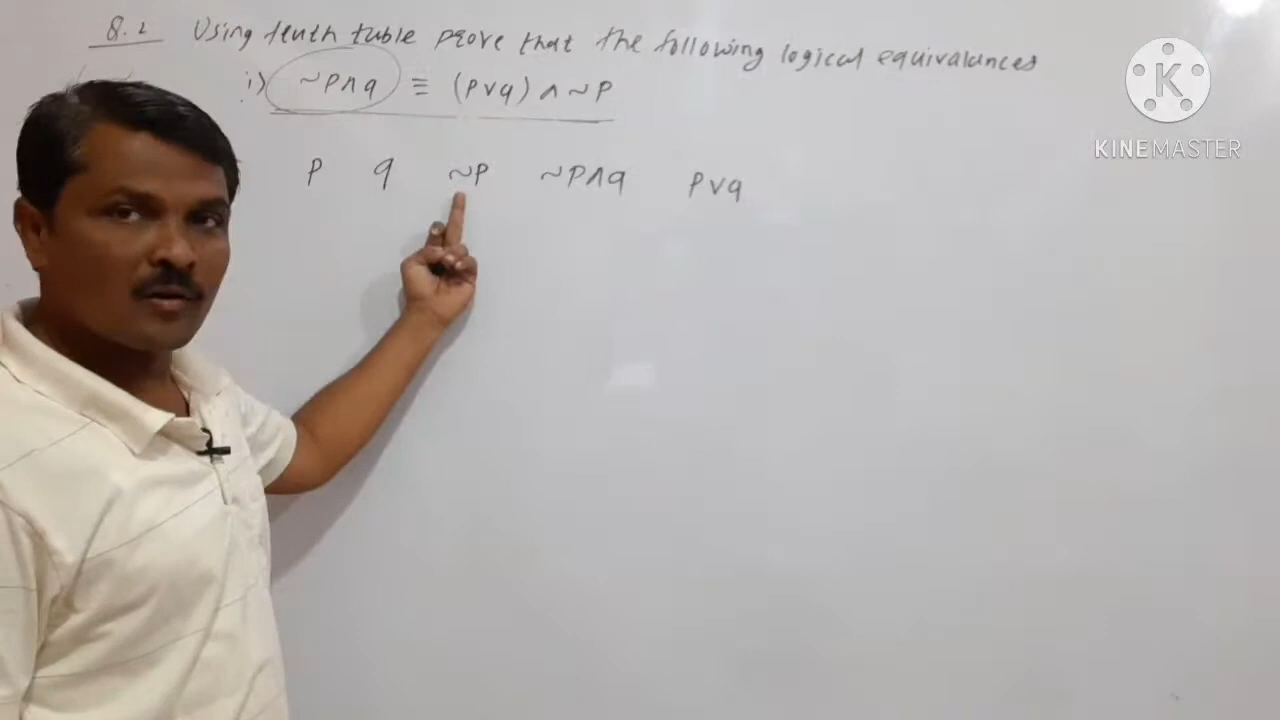 Q.2 Using truth table prove that the following logical equivalances
i) ~p∧q ≡ (p∨q) ∧ ~p
p q ~p ~p∧q p∨q
K
KINEMASTER